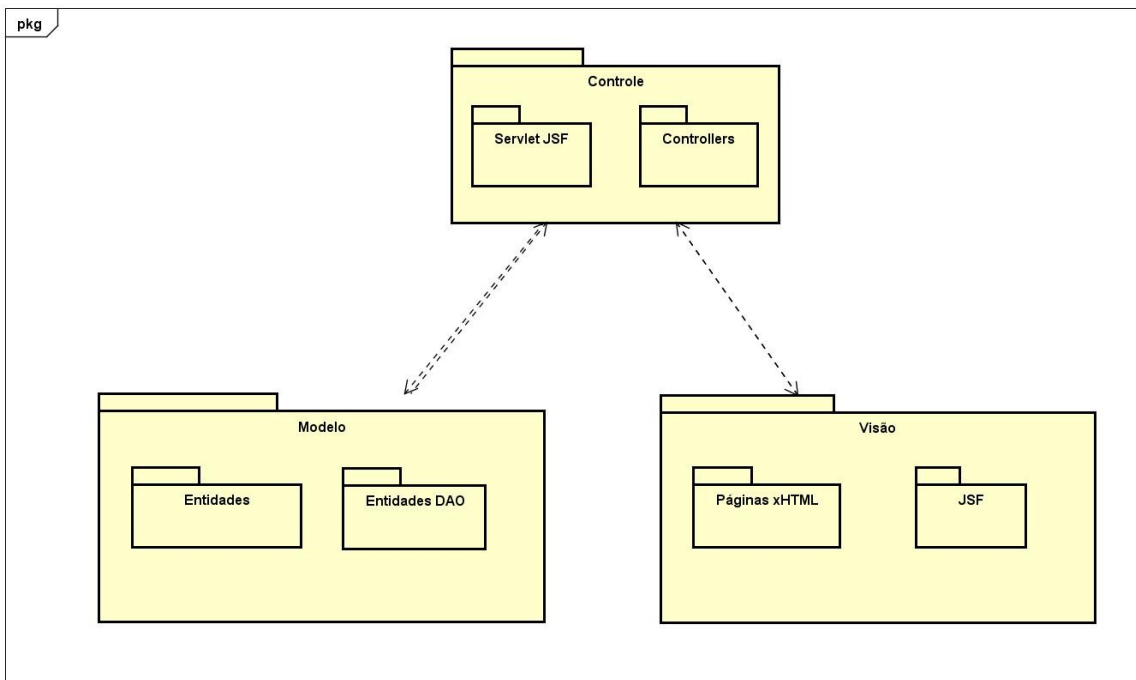 pkg
Controle
Servlet JSF
Controllers
Modelo
Entidades
Entidades DAO
Visão
Páginas xHTML
JSF